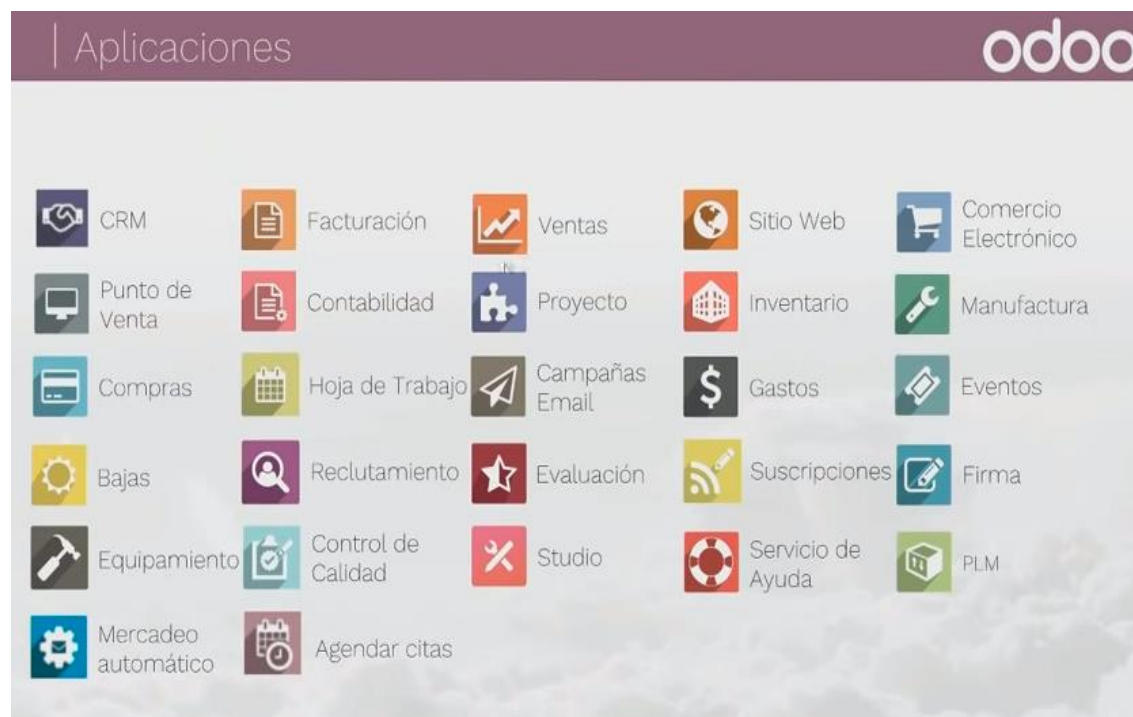 Aplicaciones
odoo
CRM
Facturación
Ventas
Sitio Web
Comercio
Electrónico
Punto de
Venta
Contabilidad
Proyecto
Inventario
Manufactura
Compras
Hoja de Trabajo
Campañas
Email
Gastos
Eventos
Bajas
Reclutamiento
Evaluación
Suscripciones
Firma
Equipamiento
Control de
Calidad
Studio
Servicio de
Ayuda
PLM
Mercadeo
automático
Agendar citas